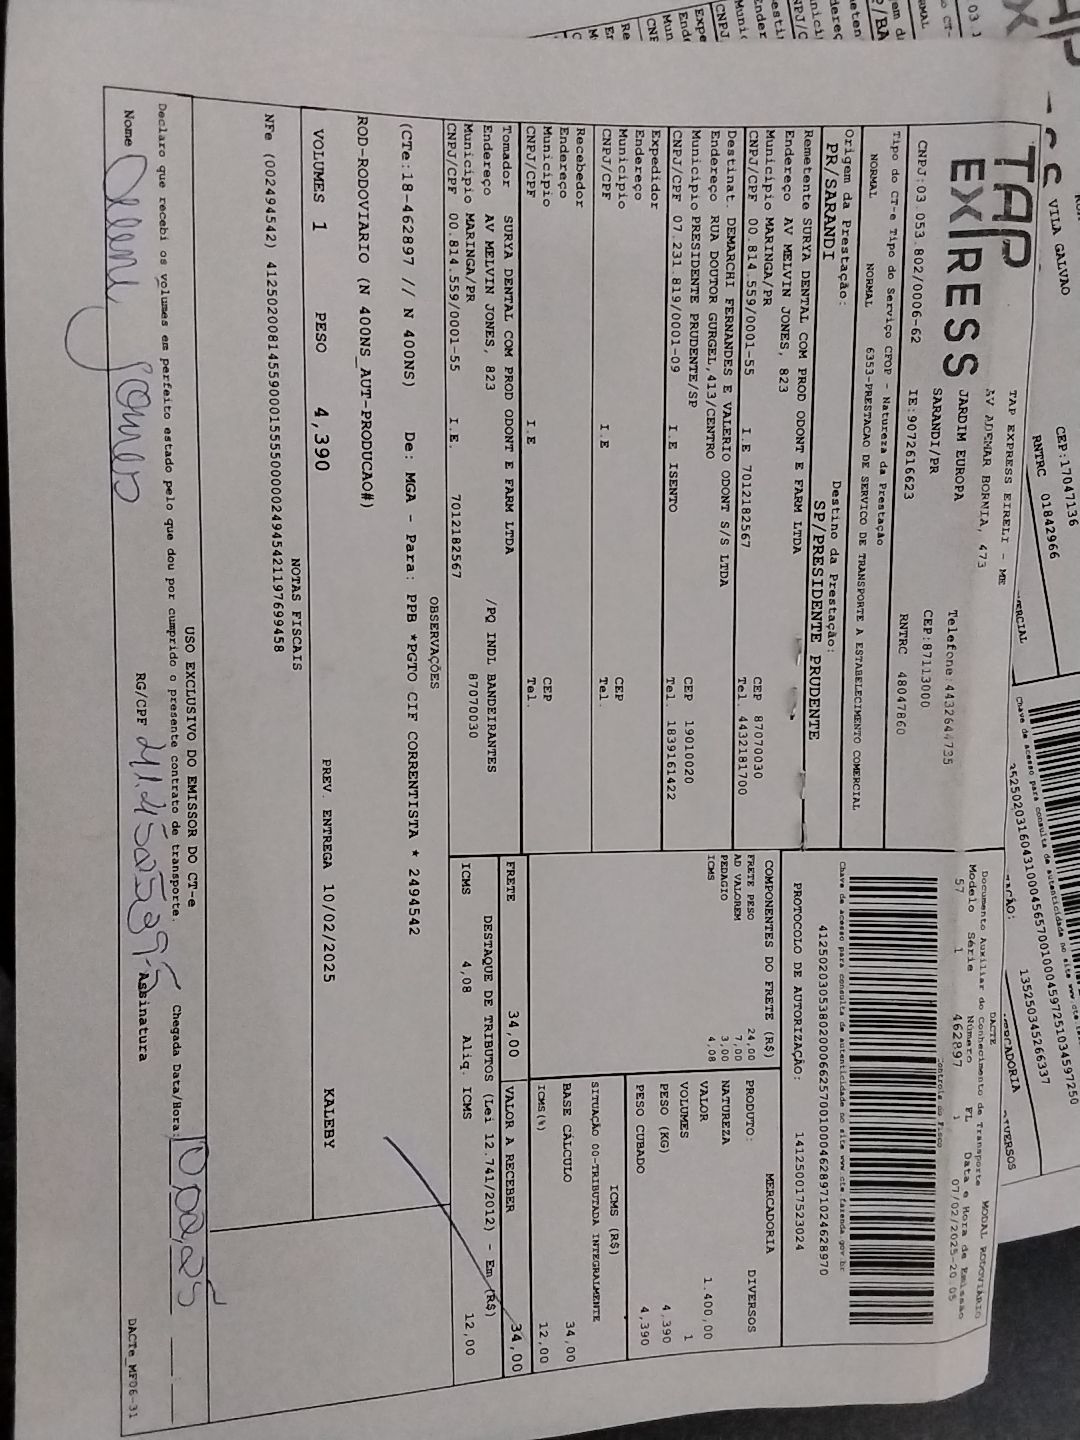 TAP EXPRESS
TAP EXPRESS EIRELI - ME
AV ADEMAR BORNIA, 473
JARDIM EUROPA
SARANDI/PR
Telefone:4432644735
CEP:87113000
CNPJ:03.053.802/0006-62 IE:9072616623 RNTRC 48047860
Tipo do CT-e Tipo do Serviço CFOP - Natureza da Prestação
NORMAL NORMAL 6353-PRESTACAO DE SERVICO DE TRANSPORTE A ESTABELECIMENTO COMERCIAL
Origem da Prestação: Destino da Prestação:
PR/SARANDI SP/PRESIDENTE PRUDENTE
DACTE MODAL RODOVIÁRIO
Documento Auxiliar do Conhecimento de Transporte
Modelo Série Número FL Data e Hora de Emissão
57 1 462897 1 07/02/2025-20:05
Controle do Fisco
Chave de acesso para consulta de autenticidade no site www.cte.fazenda.gov.br
PROTOCOLO DE AUTORIZAÇÃO: 141250017523024
Remetente SURYA DENTAL COM PROD ODONT E FARM LTDA
Endereço AV MELVIN JONES, 823
Município MARINGA/PR CEP 87070030
CNPJ/CPF 00.814.559/0001-55 I.E 7012182567 Tel. 4432181700
Destinat. DEMARCHI FERNANDES E VALERIO ODONT S/S LTDA
Endereço RUA DOUTOR GURGEL,413/CENTRO
Município PRESIDENTE PRUDENTE/SP CEP 19010020
CNPJ/CPF 07.231.819/0001-09 I.E ISENTO Tel. 1839161422
Expedidor
Endereço
Município CEP
CNPJ/CPF I.E Tel.
Recebedor
Endereço
Município CEP
CNPJ/CPF I.E Tel.
Tomador SURYA DENTAL COM PROD ODONT E FARM LTDA
Endereço AV MELVIN JONES, 823 /PQ INDL BANDEIRANTES
Município MARINGA/PR 87070030
CNPJ/CPF 00.814.559/0001-55 I.E 7012182567
COMPONENTES DO FRETE (R$)
FRETE PESO 24,00
AD VALOREM 7,00
PEDAGIO 3,00
ICMS 4,08
MERCADORIA
PRODUTO: DIVERSOS
NATUREZA
VALOR 1.400,00
VOLUMES 1
PESO (KG) 4,390
PESO CUBADO 4,390
ICMS (R$)
SITUAÇÃO 00-TRIBUTADA INTEGRALMENTE
BASE CÁLCULO 34,00
ICMS(%) 12,00
FRETE 34,00 VALOR A RECEBER 34,00
DESTAQUE DE TRIBUTOS (Lei 12.741/2012) - Em (R$)
ICMS 4,08 Aliq. ICMS 12,00
OBSERVAÇÕES
(CTe:18-462897 // N 400NS) De: MGA - Para: PPB *PGTO CIF CORRENTISTA * 2494542
ROD-RODOVIARIO (N 400NS_AUT-PRODUCAO#)
VOLUMES 1 PESO 4,390 PREV. ENTREGA 10/02/2025 KALEBY
NOTAS FISCAIS
USO EXCLUSIVO DO EMISSOR DO CT-e
Declaro que recebi os volumes em perfeito estado pelo que dou por cumprido o presente contrato de transporte.
Chegada Data/Hora:
Nome RG/CPF Assinatura
DACTe_MF06-31
VILA GALVAO
CEP:17047136
RNTRC 01842966
135250345266337